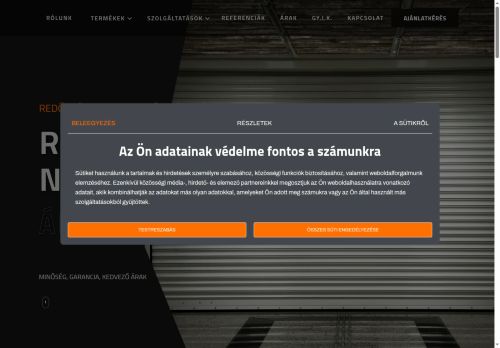 RÓLUNK TERMÉKEK SZOLGÁLTATÁSOK REFERENCIÁK ÁRAK GY.I.K. KAPCSOLAT AJÁNLATKÉRÉS
BELEEGYEZÉS RÉSZLETEK A SÜTIKRŐL
Az Ön adatainak védelme fontos a számunkra
Sütiket használunk a tartalmak és hirdetések személyre szabásához, közösségi funkciók biztosításához, valamint weboldalforgalmunk
elemzéséhez. Ezenkívül közösségi média-, hirdető- és elemező partnereinkkel megosztjuk az Ön weboldalhasználatra vonatkozó
adatait, akik kombinálhatják az adatokat más olyan adatokkal, amelyeket Ön adott meg számukra vagy az Ön által használt más
szolgáltatásokból gyűjtöttek.
TESTRESZABÁS ÖSSZES SÜTI ENGEDÉLYEZÉSE
MINŐSÉG, GARANCIA, KEDVEZŐ ÁRAK